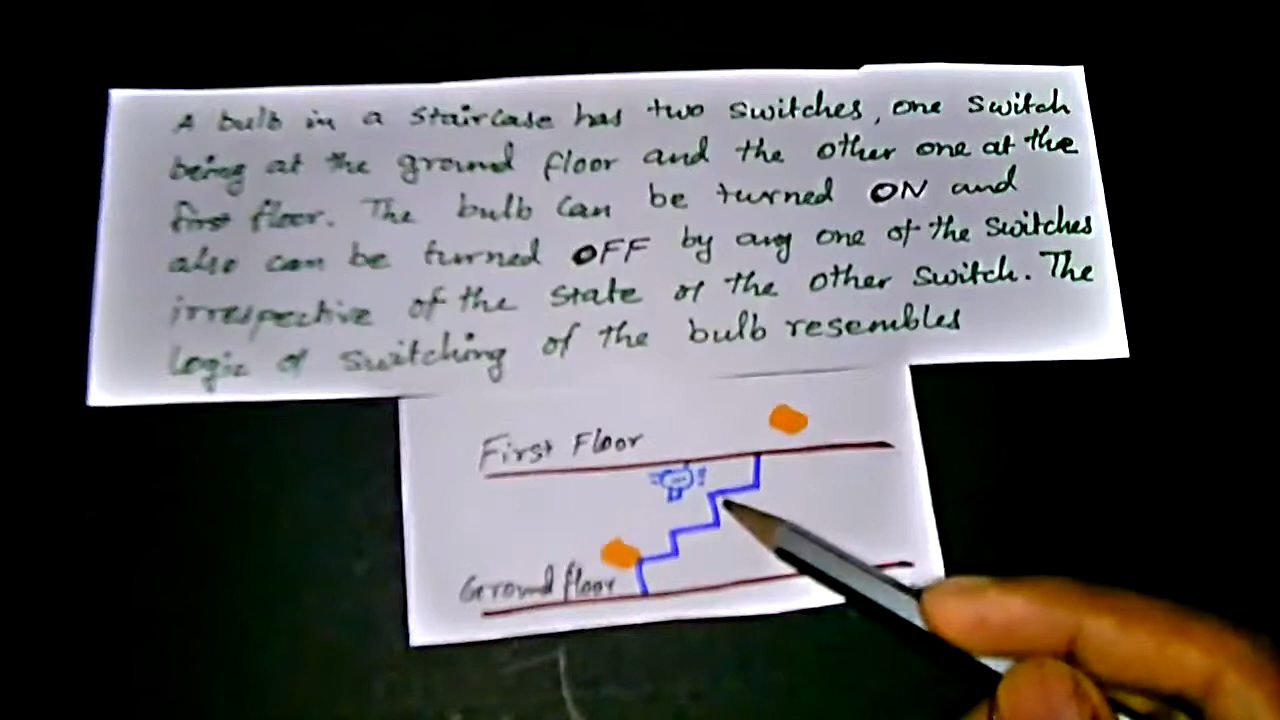 A bulb in a staircase has two switches, one switch
being at the ground floor and the other one at the
first floor. The bulb can be turned ON and
also can be turned OFF by any one of the switches
irrespective of the state of the other switch. The
logic of switching of the bulb resembles
First Floor
Ground floor